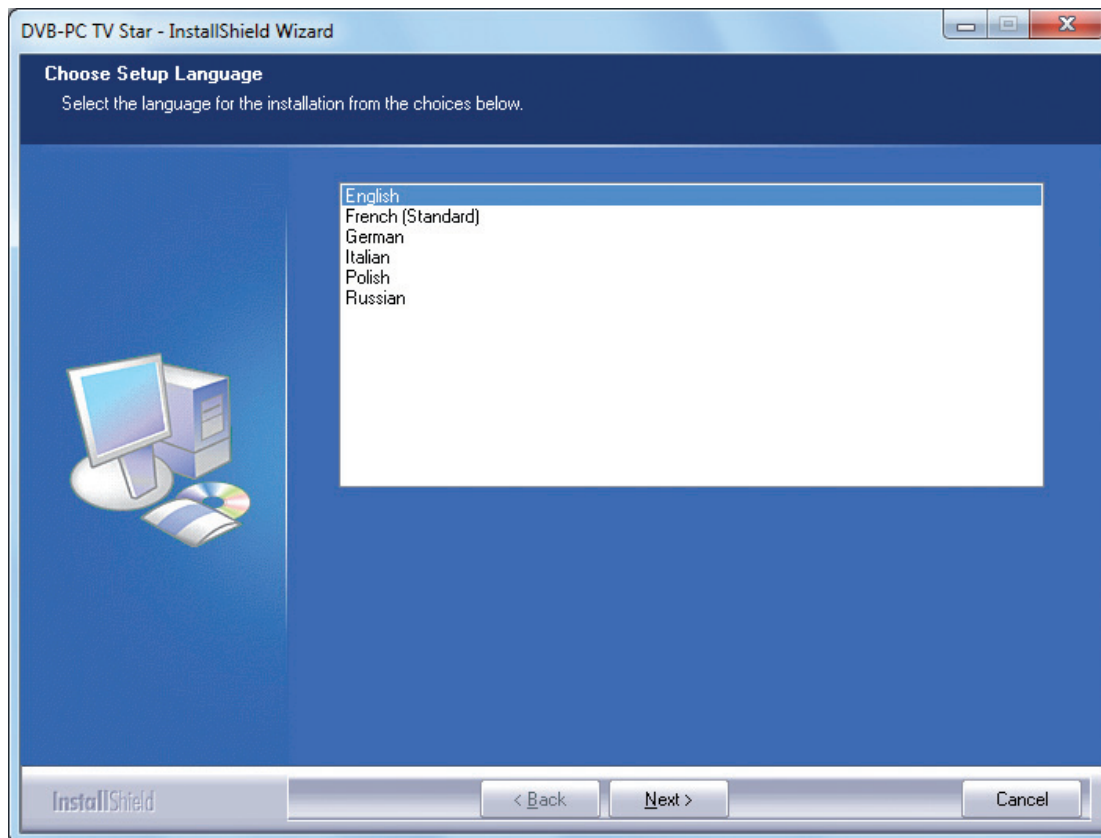 DVB-PC TV Star - InstallShield Wizard
Choose Setup Language
Select the language for the installation from the choices below.
English
French (Standard)
German
Italian
Polish
Russian
InstallShield
< Back
Next >
Cancel